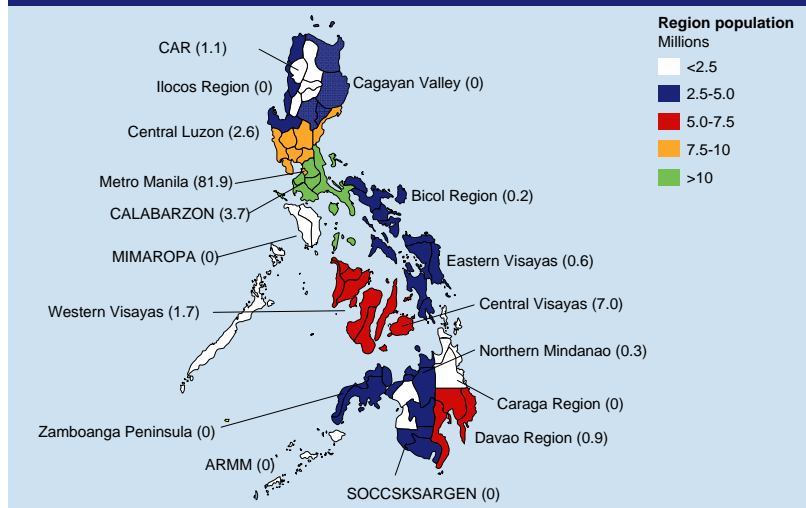 Region population
Millions
<2.5
2.5-5.0
5.0-7.5
7.5-10
>10
CAR (1.1)
Ilocos Region (0)
Cagayan Valley (0)
Central Luzon (2.6)
Metro Manila (81.9)
Bicol Region (0.2)
CALABARZON (3.7)
MIMAROPA (0)
Eastern Visayas (0.6)
Western Visayas (1.7)
Central Visayas (7.0)
Northern Mindanao (0.3)
Caraga Region (0)
Zamboanga Peninsula (0)
Davao Region (0.9)
ARMM (0)
SOCCSKSARGEN (0)